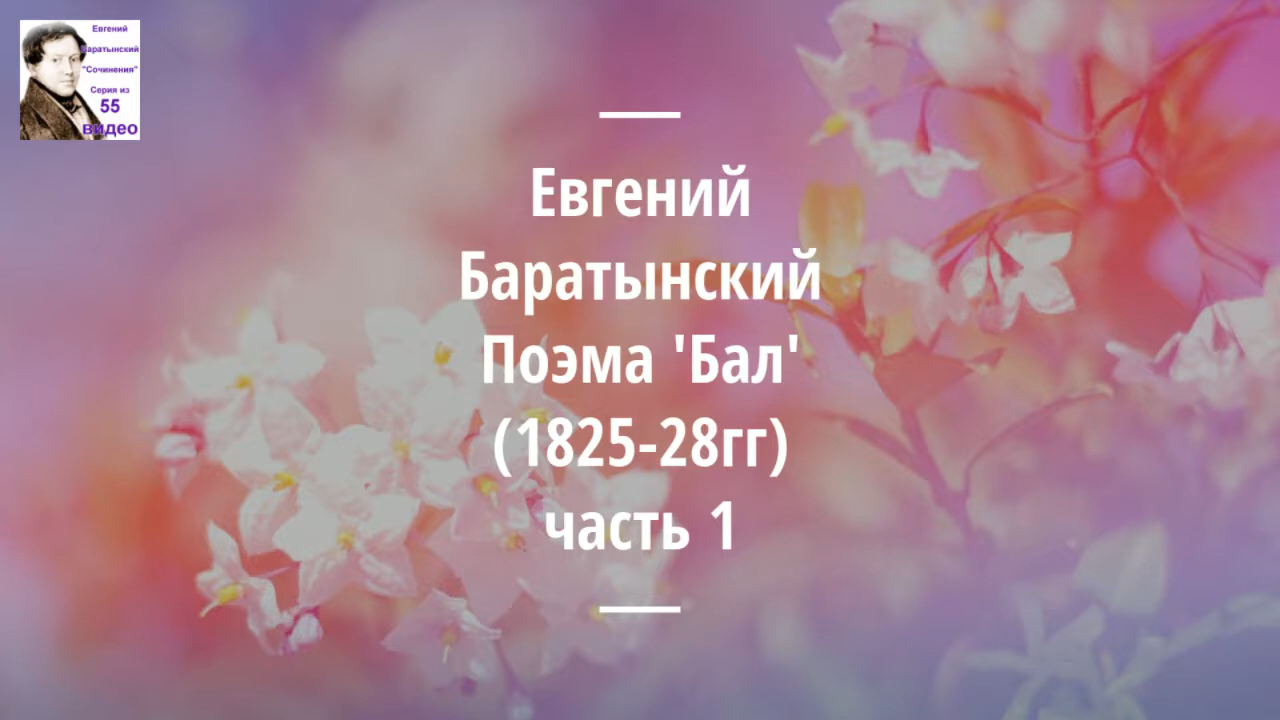 Евгений
Баратынский
"Сочинения"
Серия из
55
видео
Евгений
Баратынский
Поэма 'Бал'
(1825-28гг)
часть 1